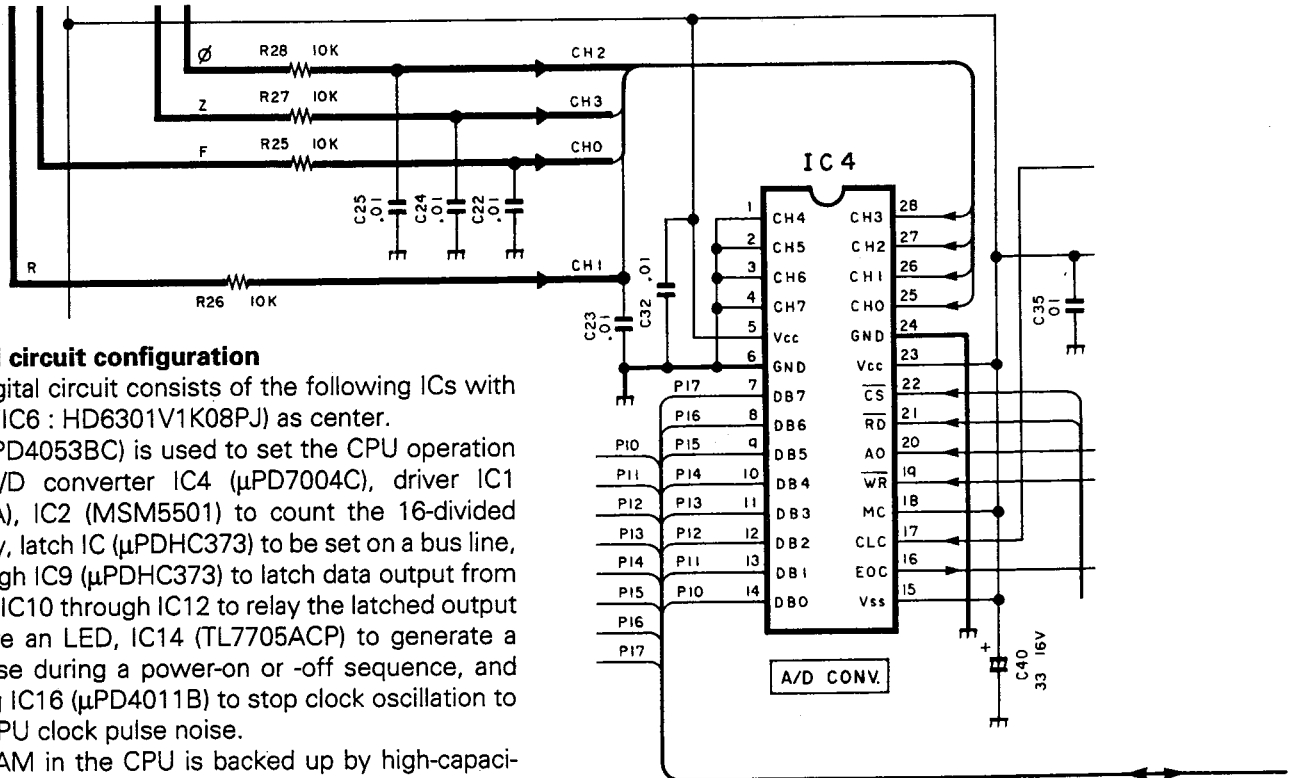 Ø R28 10K CH2
Z R27 10K CH3
F R25 10K CH0
C25 .01
C24 .01
C22 .01
R R26 10K CH1
C23 .01
C32 .01
IC4
1 CH4 CH3 28
2 CH5 CH2 27
3 CH6 CH1 26
4 CH7 CH0 25
5 Vcc GND 24
6 GND Vcc 23
P17 7 DB7 CS 22
P16 8 DB6 RD 21
P15 9 DB5 AO 20
P14 10 DB4 WR 19
P13 11 DB3 MC 18
P12 12 DB2 CLC 17
P11 13 DB1 EOC 16
P10 14 DB0 Vss 15
P10
P11
P12
P13
P14
P15
P16
P17
C35 01
+ C40 33 16V
A/D CONV.
circuit configuration
gital circuit consists of the following ICs with
IC6 : HD6301V1K08PJ) as center.
PD4053BC) is used to set the CPU operation
/D converter IC4 (μPD7004C), driver IC1
A), IC2 (MSM5501) to count the 16-divided
y, latch IC (μPDHC373) to be set on a bus line,
gh IC9 (μPDHC373) to latch data output from
IC10 through IC12 to relay the latched output
e an LED, IC14 (TL7705ACP) to generate a
se during a power-on or -off sequence, and
g IC16 (μPD4011B) to stop clock oscillation to
PU clock pulse noise.
AM in the CPU is backed up by high-capaci-